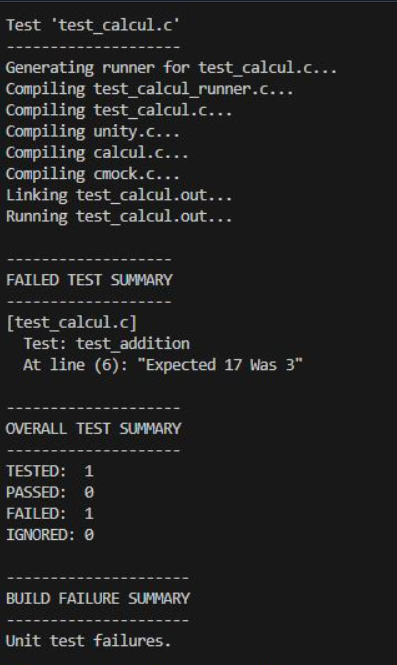 Test 'test_calcul.c'
--------------------
Generating runner for test_calcul.c...
Compiling test_calcul_runner.c...
Compiling test_calcul.c...
Compiling unity.c...
Compiling calcul.c...
Compiling cmock.c...
Linking test_calcul.out...
Running test_calcul.out...

-------------------
FAILED TEST SUMMARY
-------------------
[test_calcul.c]
  Test: test_addition
  At line (6): "Expected 17 Was 3"

--------------------
OVERALL TEST SUMMARY
--------------------
TESTED:  1
PASSED:  0
FAILED:  1
IGNORED: 0

---------------------
BUILD FAILURE SUMMARY
---------------------
Unit test failures.